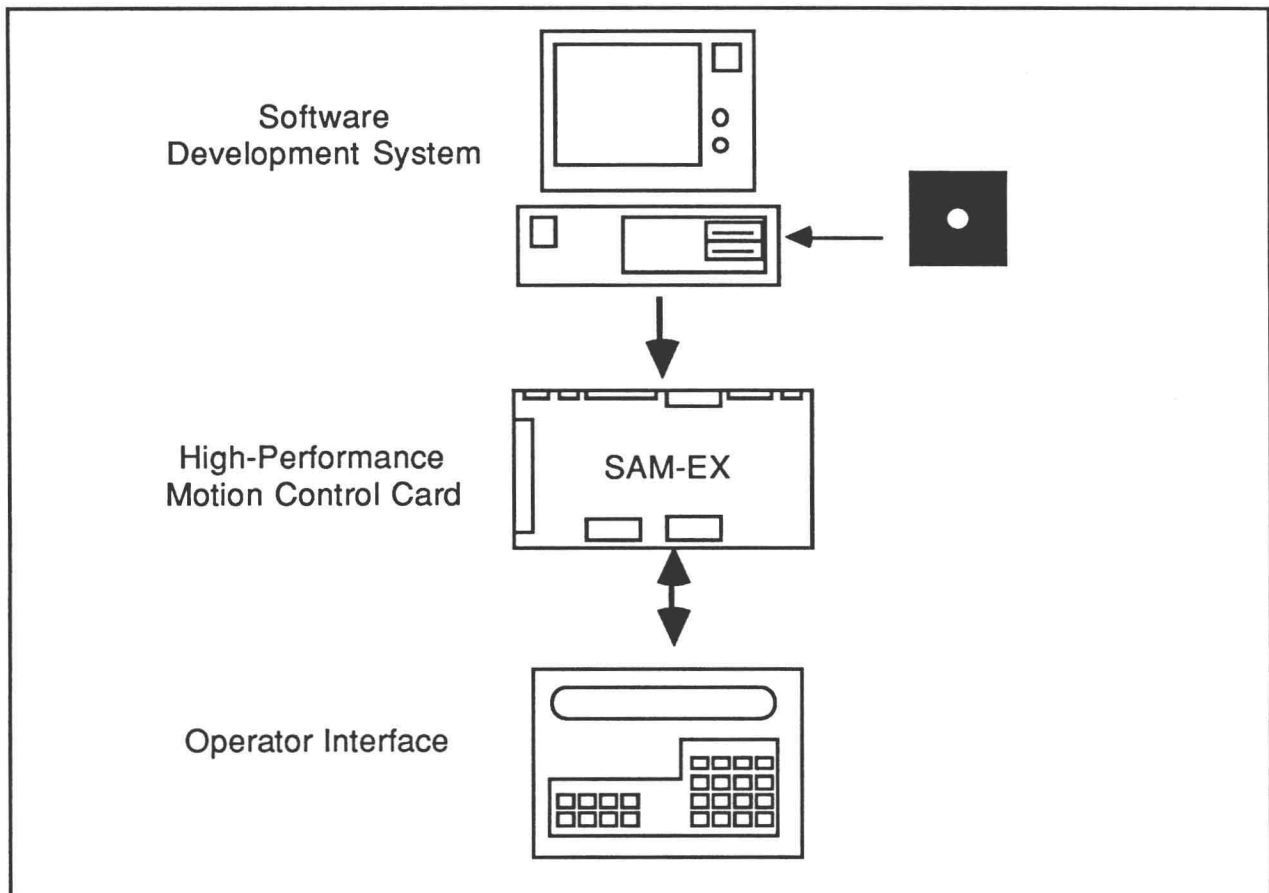 Software
Development System
High-Performance
Motion Control Card
SAM-EX
Operator Interface